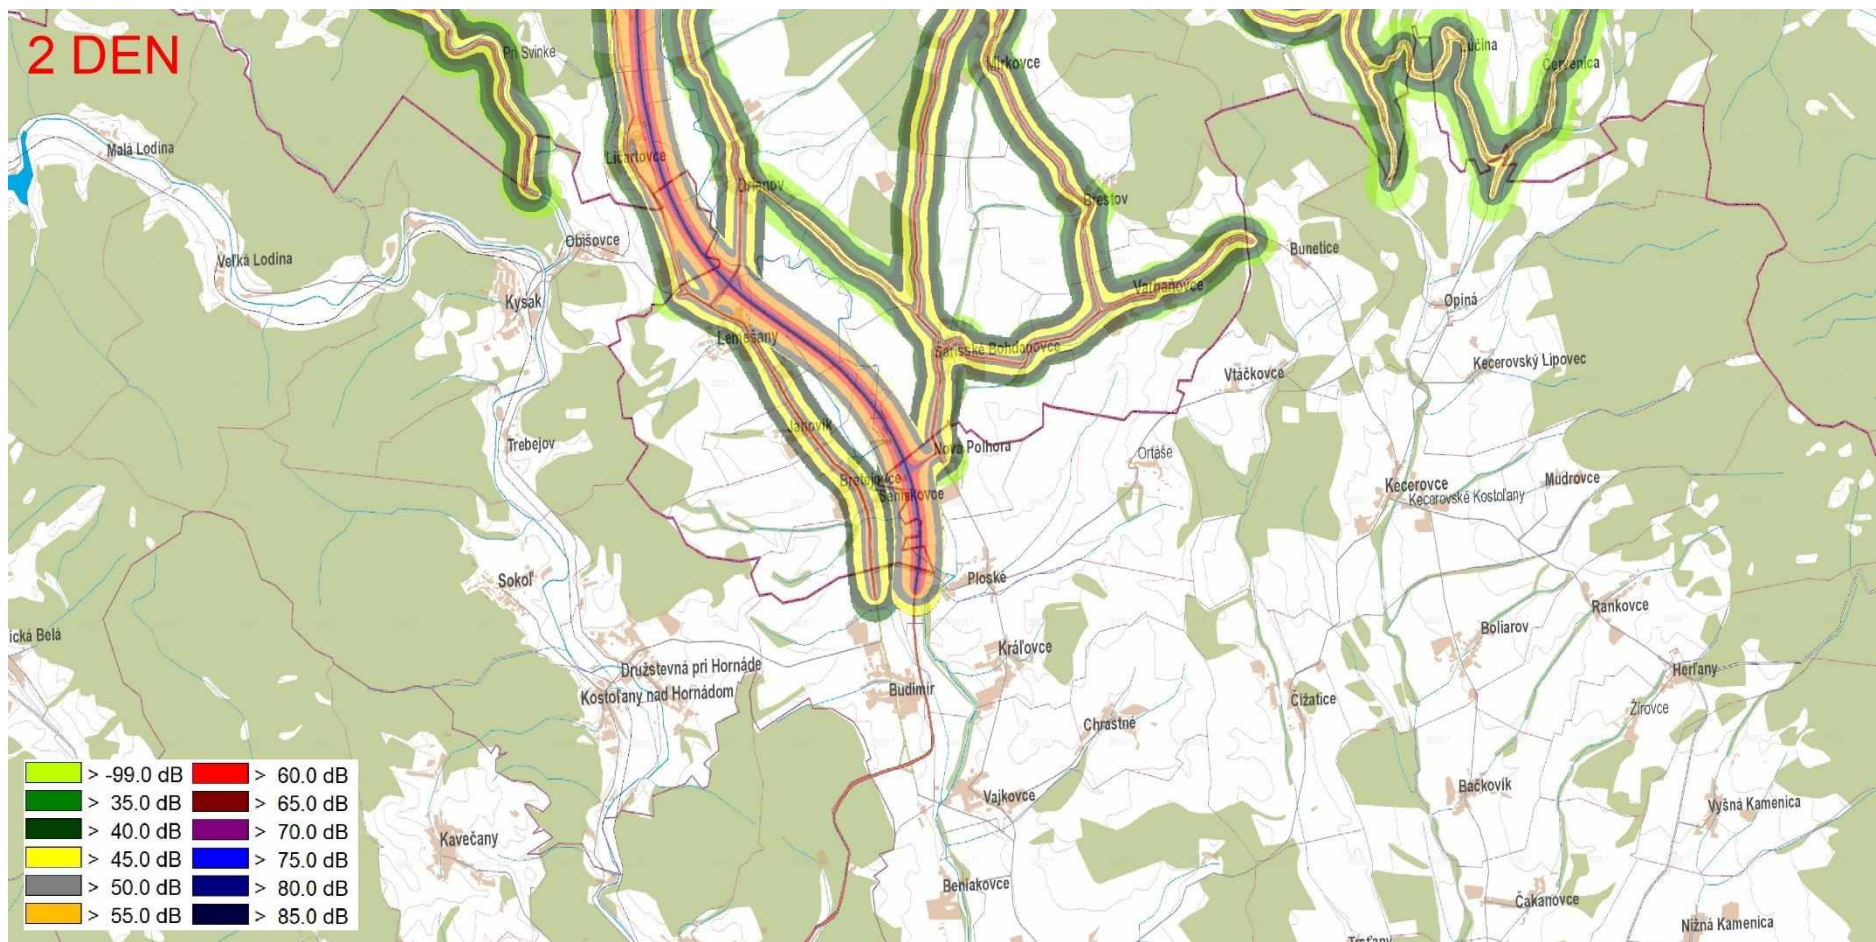 2 DEN
Pri Svinke
Mirkovce
Lúčina
Červenica
Malá Lodina
Ličartovce
Drienov
Brestov
Obišovce
Bunetice
Veľká Lodina
Varhaňovce
Kysak
Opiná
Lemešany
Šarišské Bohdanovce
Kecerovský Lipovec
Vtáčkovce
Janovík
Trebejov
Nová Polhora
Ortáše
Bretejovce
Seniakovce
Kecerovce
Mudrovce
Kecerovské Kostoľany
Sokoľ
Ploské
Rankovce
ická Belá
Boliarov
Kráľovce
Družstevná pri Hornáde
Herľany
Kostoľany nad Hornádom
Budimír
Čižatice
Žírovce
Chrastné
> -99.0 dB
> 35.0 dB
> 40.0 dB
> 45.0 dB
> 50.0 dB
> 55.0 dB
> 60.0 dB
> 65.0 dB
> 70.0 dB
> 75.0 dB
> 80.0 dB
> 85.0 dB
Bačkovík
Vajkovce
Vyšná Kamenica
Kavečany
Beniakovce
Čakanovce
Nižná Kamenica